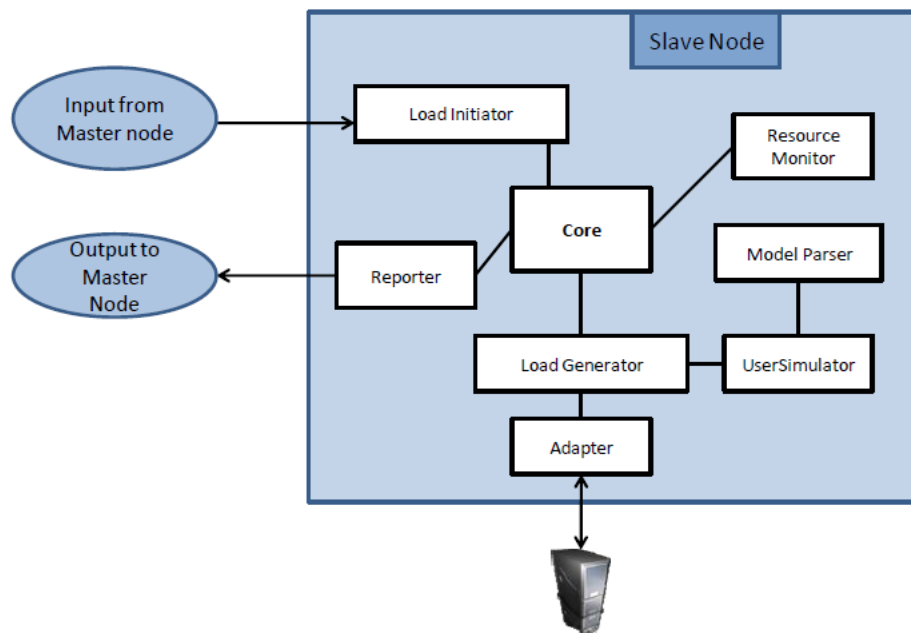 Slave Node
Input from
Master node
Load Initiator
Resource
Monitor
Core
Output to
Master
Node
Reporter
Model Parser
Load Generator
UserSimulator
Adapter